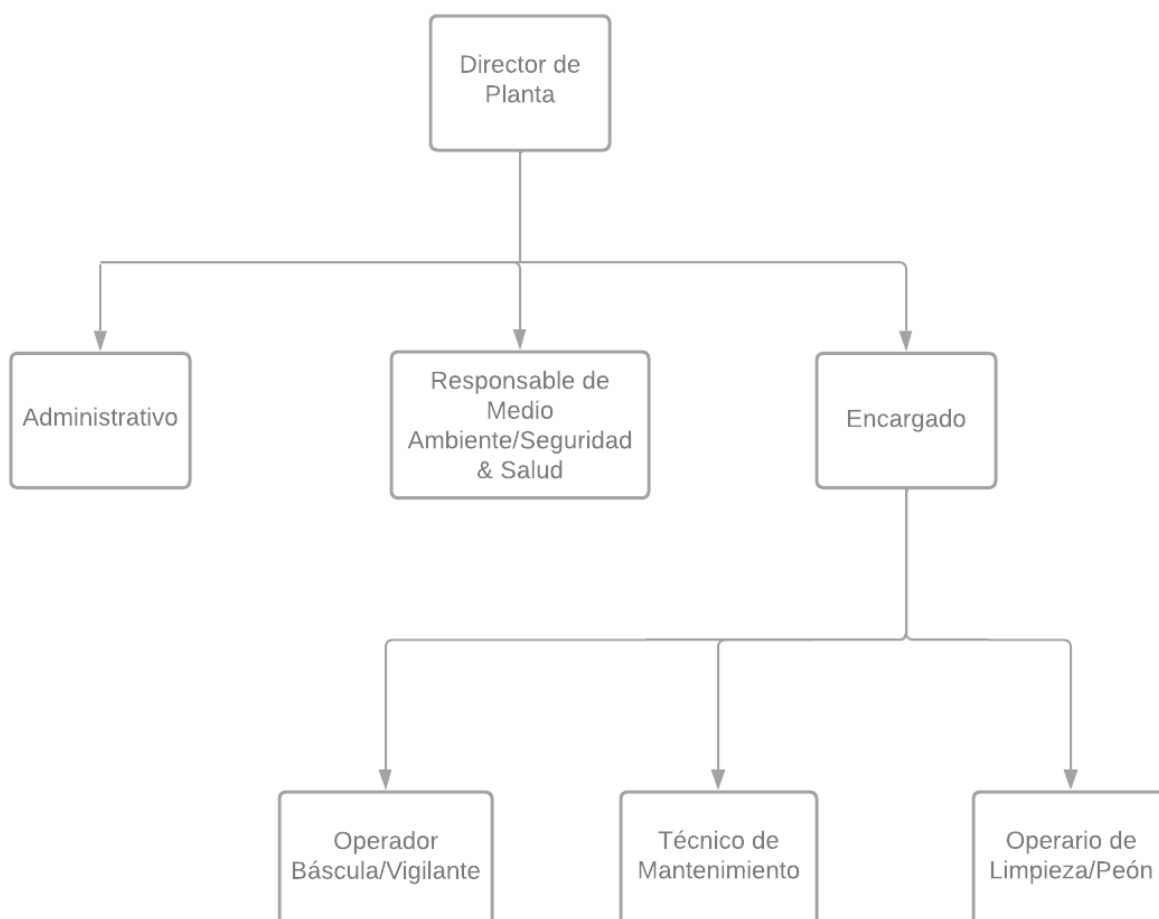 Director de
Planta
Administrativo
Responsable de
Medio
Ambiente/Seguridad
& Salud
Encargado
Operador
Báscula/Vigilante
Técnico de
Mantenimiento
Operario de
Limpieza/Peón